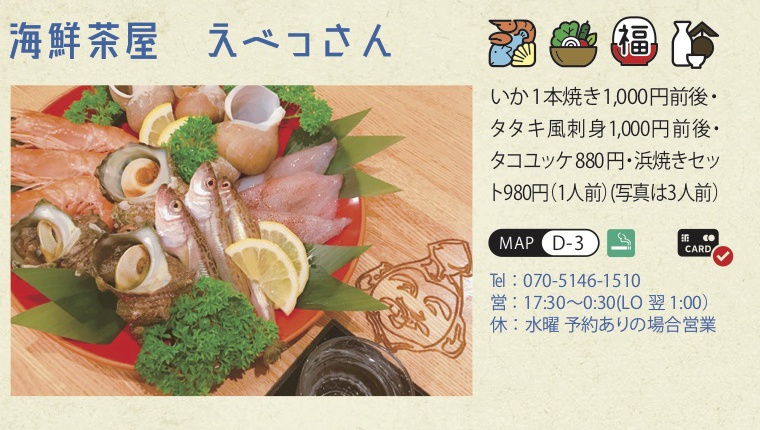 海鮮茶屋 えべっさん
福
いか1本焼き1,000円前後・
タタキ風刺身1,000円前後・
タコユッケ880円・浜焼きセッ
ト980円(1人前)(写真は3人前)
MAP D-3
CARD
Tel:070-5146-1510
営:17:30〜0:30(LO 翌1:00)
休:水曜 予約ありの場合営業